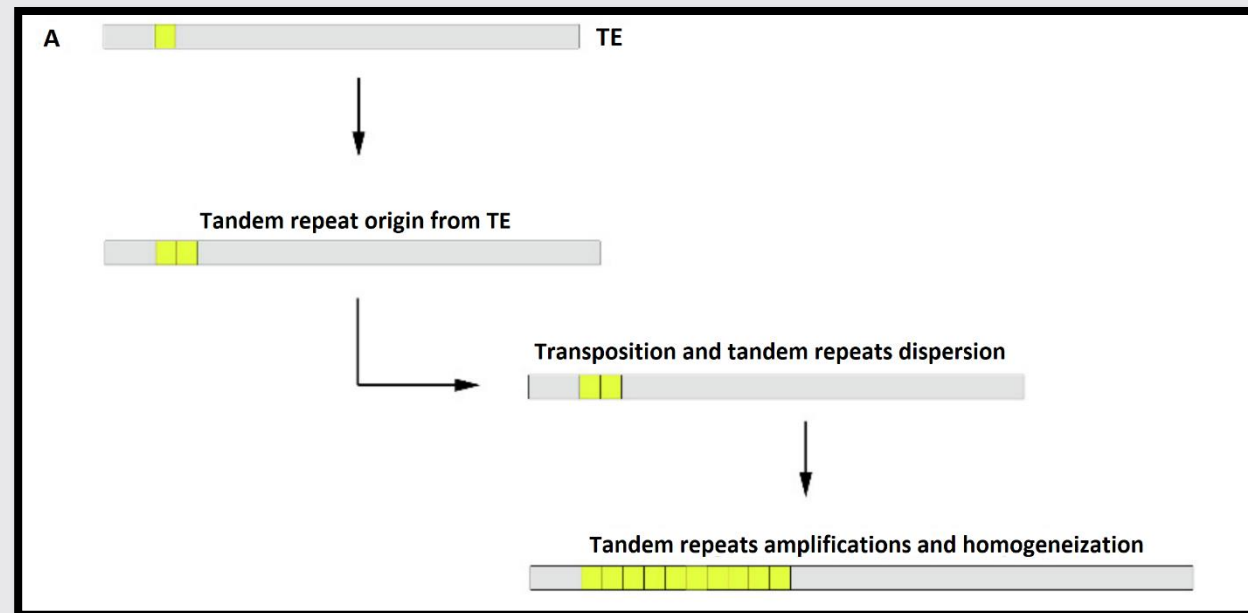 A
TE
Tandem repeat origin from TE
Transposition and tandem repeats dispersion
Tandem repeats amplifications and homogeneization